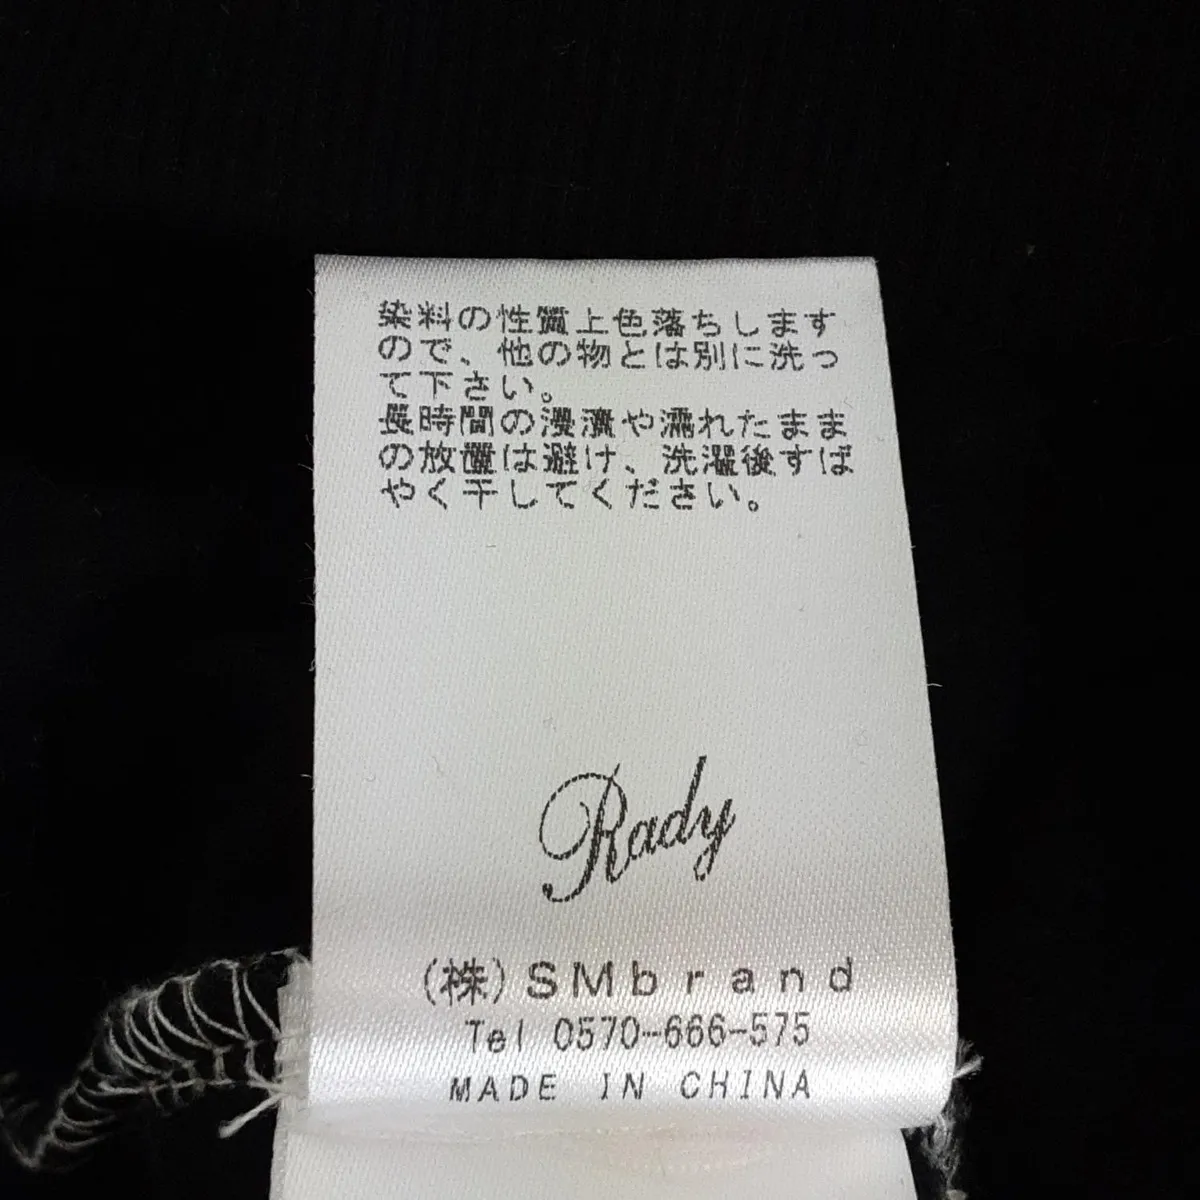 染料の性質上色落ちします
ので、他の物とは別に洗っ
て下さい。
長時間の浸漬や濡れたまま
の放置は避け、洗濯後すば
やく干してください。
Rady
(株)SMbrand
Tel 0570-666-575
MADE IN CHINA